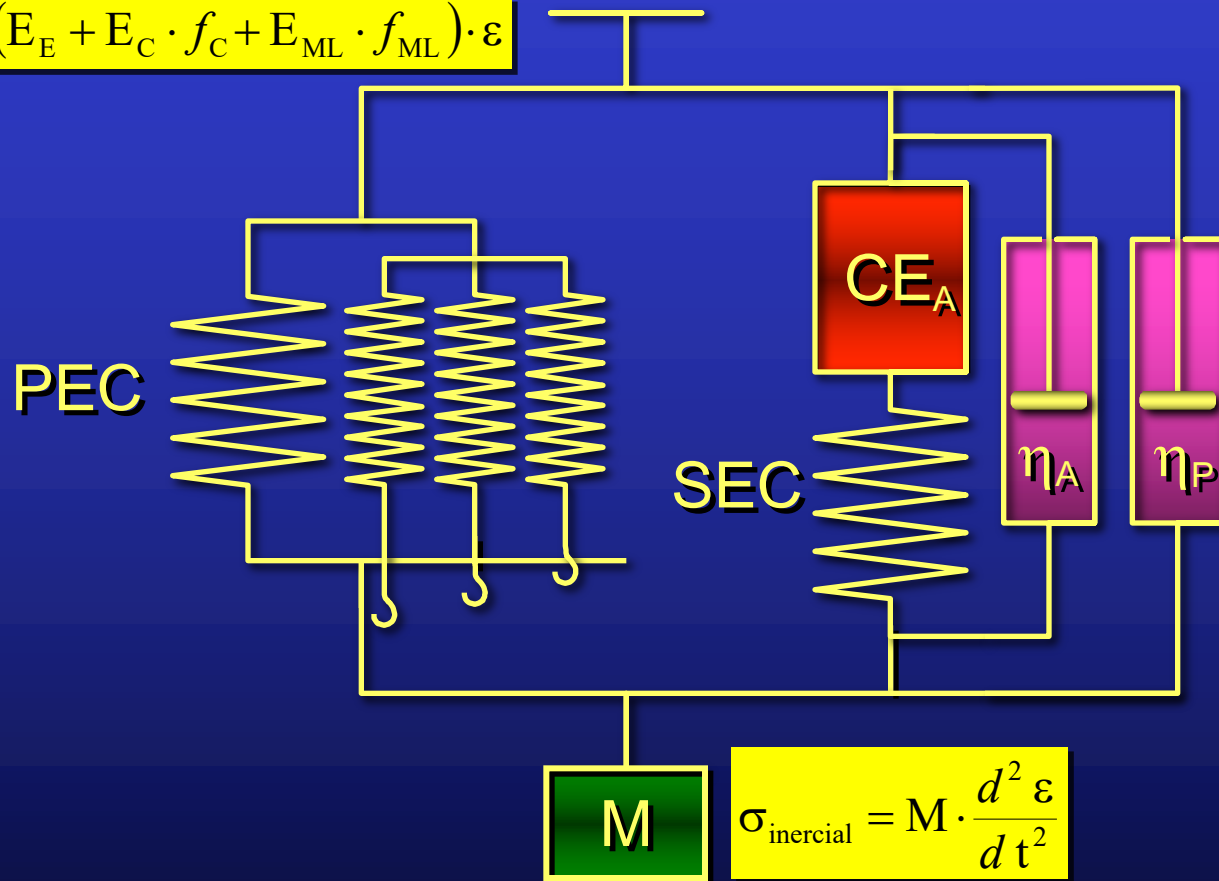 (E_E + E_C · f_C + E_ML · f_ML) · ε
CE_A
PEC
SEC
η_A
η_P
M
σ_inercial = M · d² ε / d t²